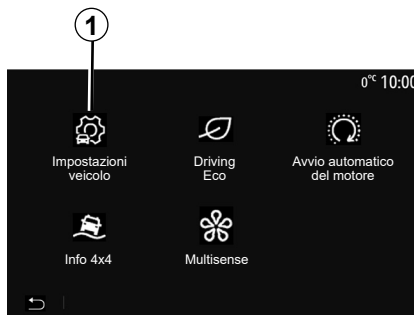 1
0°C 10:00
Impostazioni
veicolo
Driving
Eco
Avvio automatico
del motore
Info 4x4
Multisense